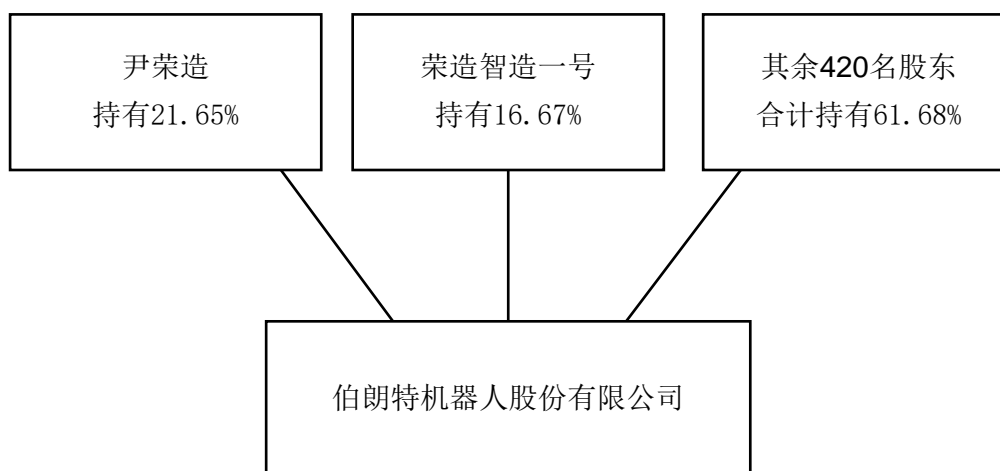 尹荣造
持有21.65%
荣造智造一号
持有16.67%
其余420名股东
合计持有61.68%
伯朗特机器人股份有限公司